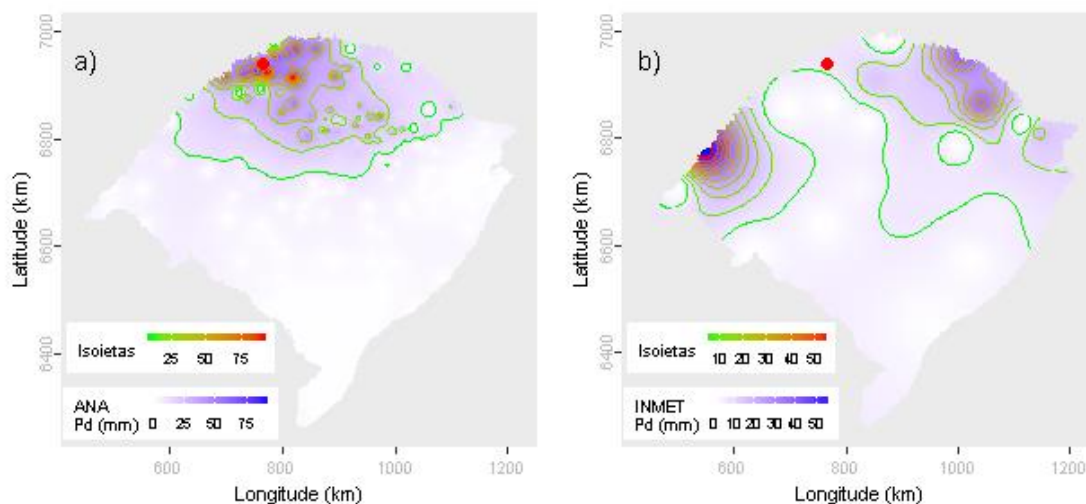 a)
7000
6800
6600
6400
Latitude (km)
Isoietas
25 50 75
ANA
Pd (mm) 0 25 50 75
600 800 1000 1200
Longitude (km)
b)
7000
6800
6600
6400
Latitude (km)
Isoietas
10 20 30 40 50
INMET
Pd (mm) 0 10 20 30 40 50
600 800 1000 1200
Longitude (km)